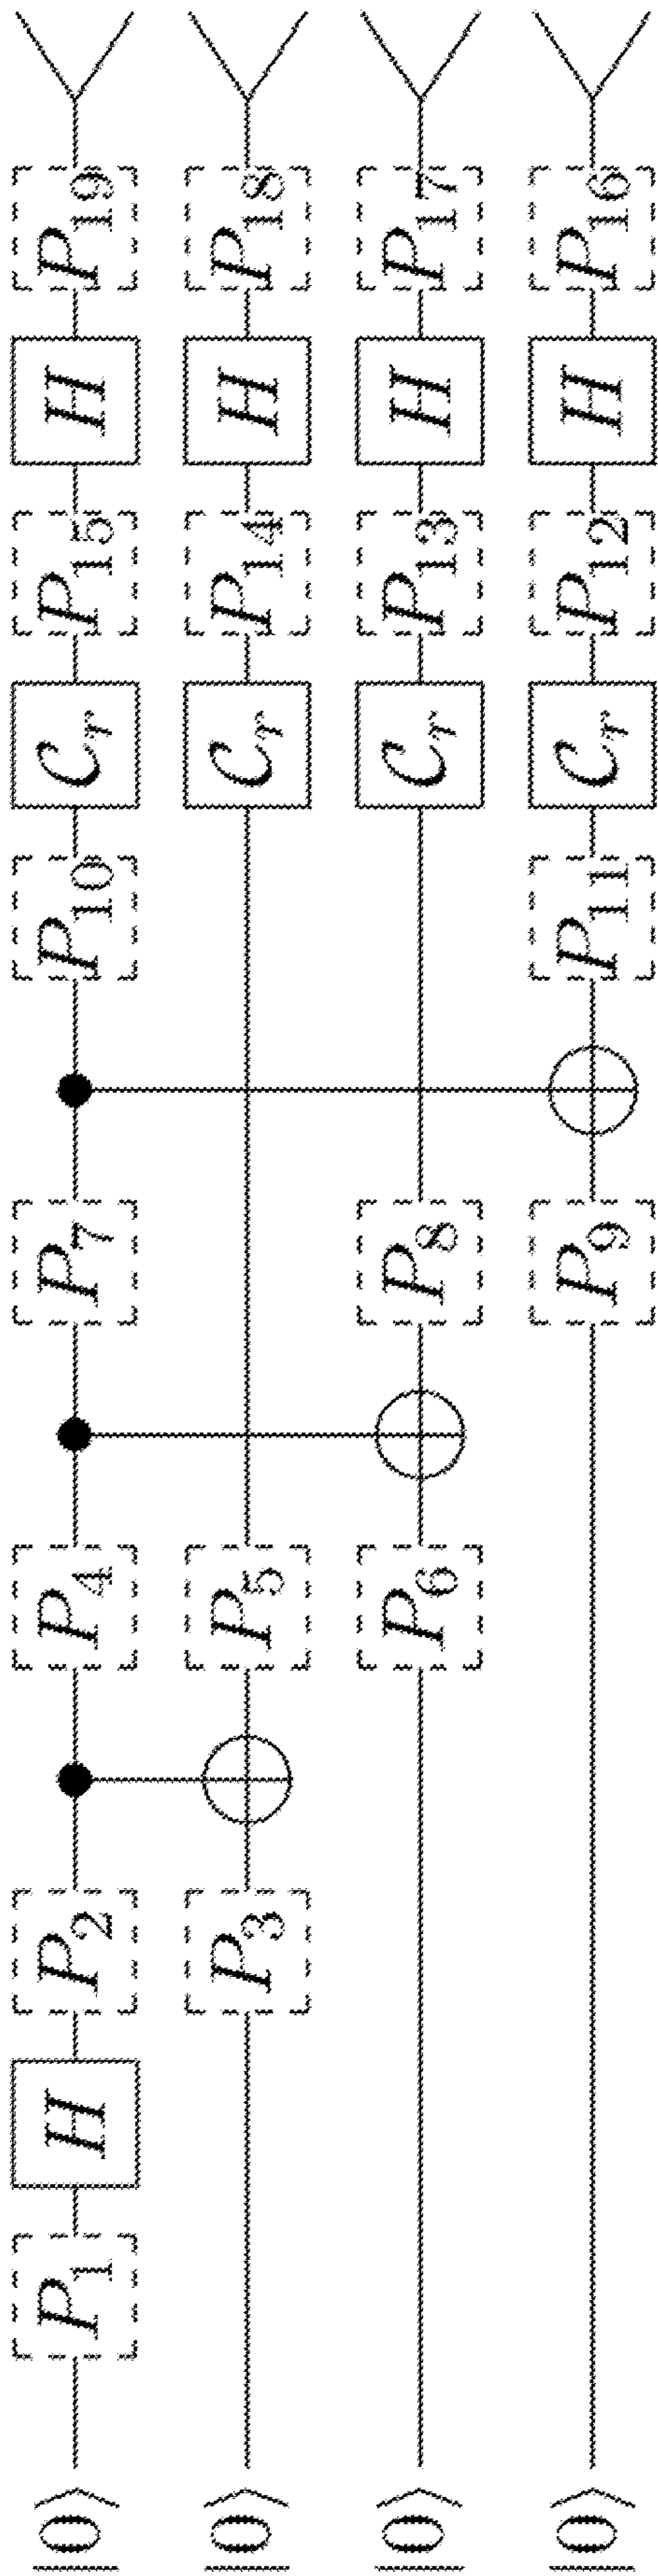 |0⟩ P₁ H P₂ P₄ P₇ P₁₀ Cᵣ P₁₅ H P₁₉
|0⟩ P₃ P₅ Cᵣ P₁₄ H P₁₈
|0⟩ P₆ P₈ Cᵣ P₁₃ H P₁₇
|0⟩ P₉ P₁₁ Cᵣ P₁₂ H P₁₆